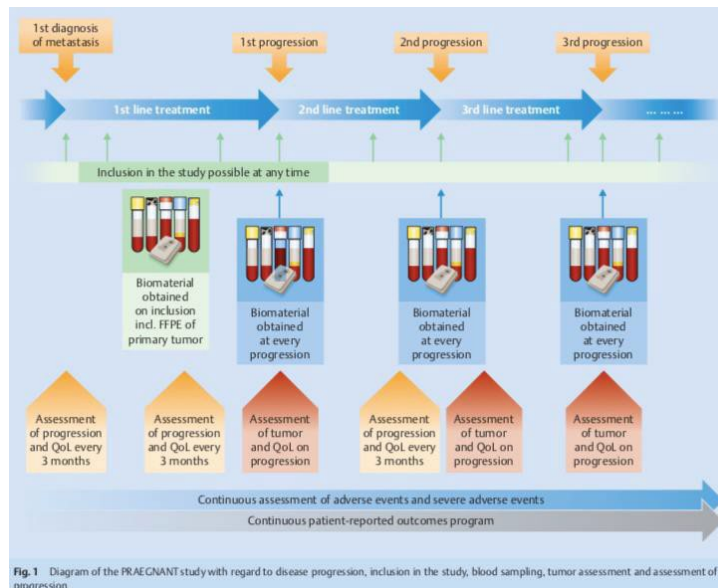 1st diagnosis
of metastasis
1st progression
2nd progression
3rd progression
1st line treatment
2nd line treatment
3rd line treatment
... ... ...
Inclusion in the study possible at any time
Biomaterial
obtained
on inclusion
incl. FFPE of
primary tumor
Biomaterial
obtained
at every
progression
Biomaterial
obtained
at every
progression
Biomaterial
obtained
at every
progression
Assessment
of progression
and QoL every
3 months
Assessment
of progression
and QoL every
3 months
Assessment
of tumor
and QoL on
progression
Assessment
of progression
and QoL every
3 months
Assessment
of tumor
and QoL on
progression
Assessment
of tumor
and QoL on
progression
Continuous assessment of adverse events and severe adverse events
Continuous patient-reported outcomes program
Fig. 1 Diagram of the PRAEGNANT study with regard to disease progression, inclusion in the study, blood sampling, tumor assessment and assessment of
progression